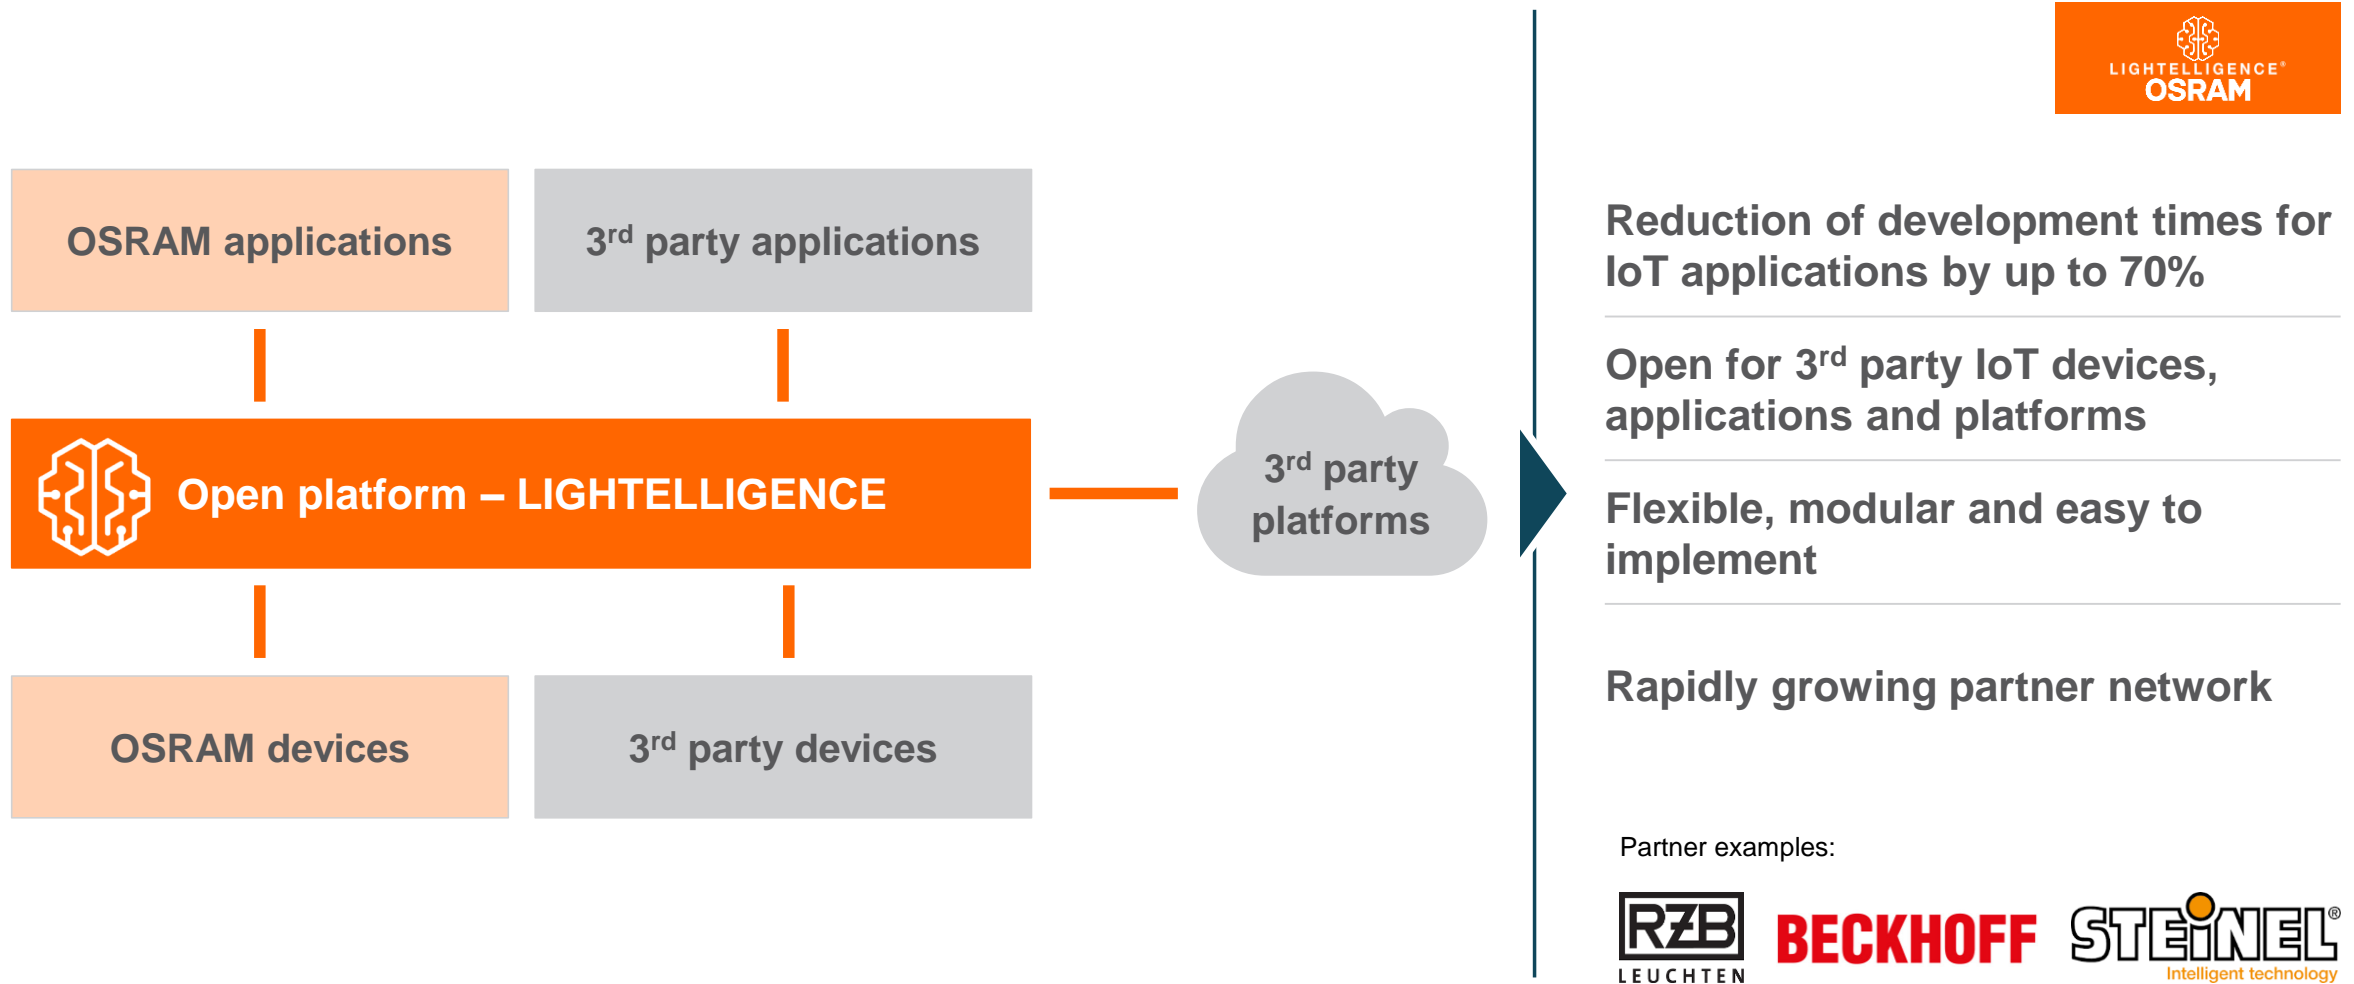 LIGHTELLIGENCE®
OSRAM
OSRAM applications
3rd party applications
Open platform – LIGHTELLIGENCE
3rd party
platforms
OSRAM devices
3rd party devices
Reduction of development times for
IoT applications by up to 70%
Open for 3rd party IoT devices,
applications and platforms
Flexible, modular and easy to
implement
Rapidly growing partner network
Partner examples:
RZB
LEUCHTEN
BECKHOFF
STEiNEL®
Intelligent technology